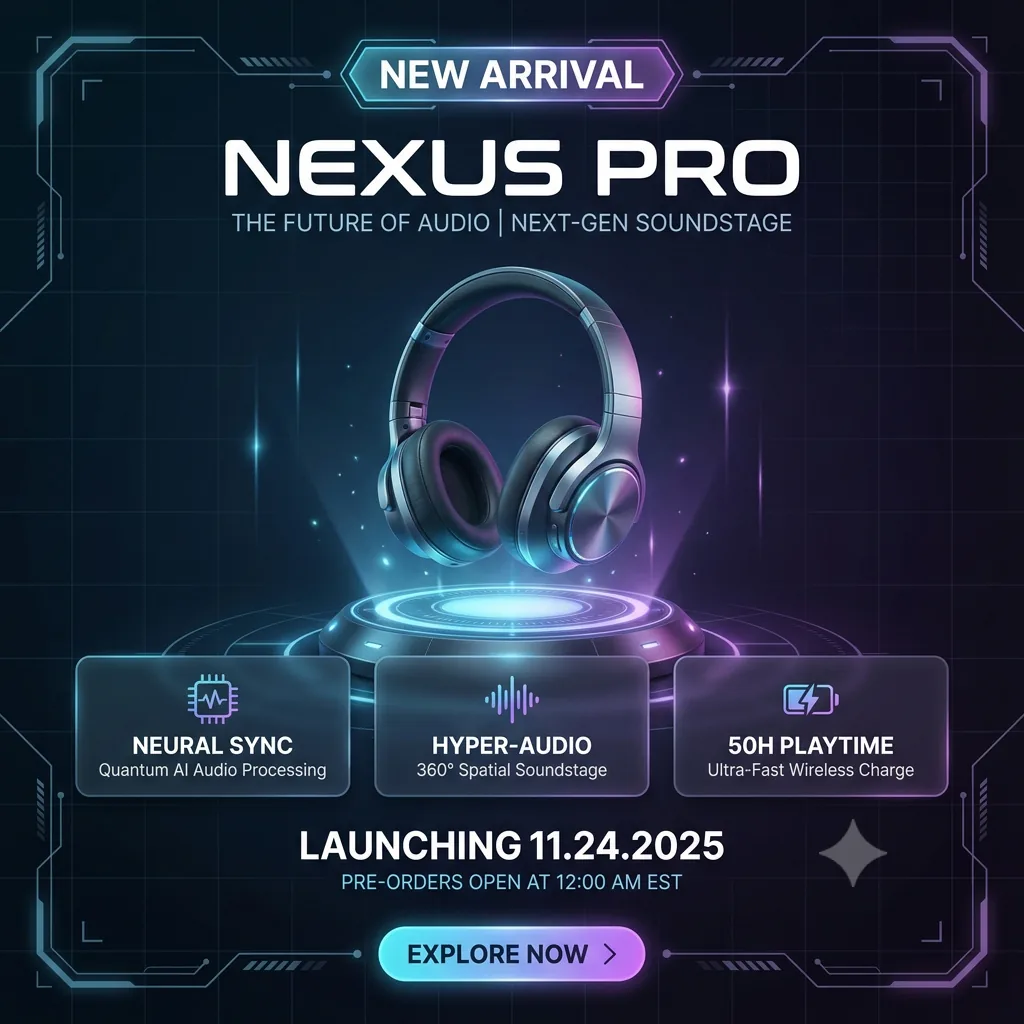 NEW ARRIVAL
NEXUS PRO
THE FUTURE OF AUDIO | NEXT-GEN SOUNDSTAGE
NEURAL SYNC
Quantum AI Audio Processing
HYPER-AUDIO
360° Spatial Soundstage
50H PLAYTIME
Ultra-Fast Wireless Charge
LAUNCHING 11.24.2025
PRE-ORDERS OPEN AT 12:00 AM EST
EXPLORE NOW >